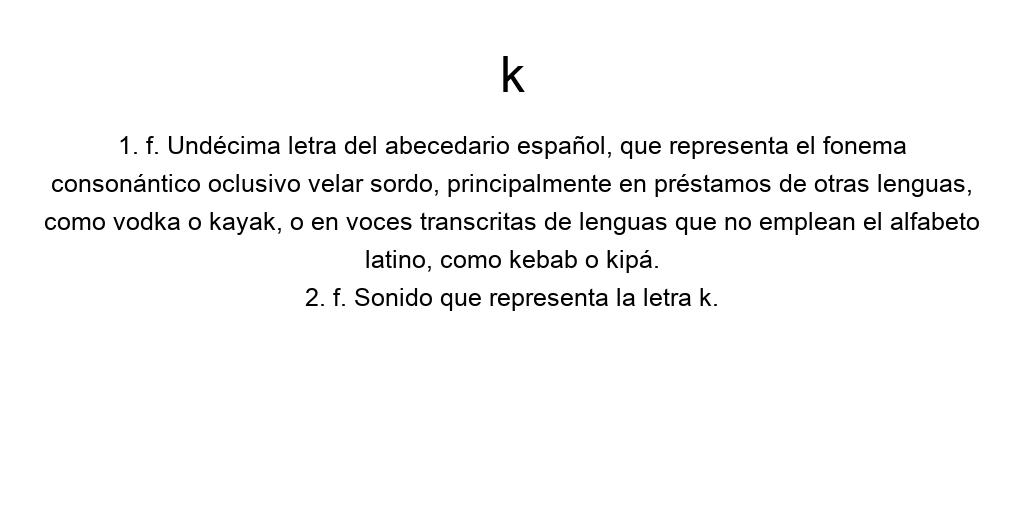 k
1. f. Undécima letra del abecedario español, que representa el fonema
consonántico oclusivo velar sordo, principalmente en préstamos de otras lenguas,
como vodka o kayak, o en voces transcritas de lenguas que no emplean el alfabeto
latino, como kebab o kipá.
2. f. Sonido que representa la letra k.